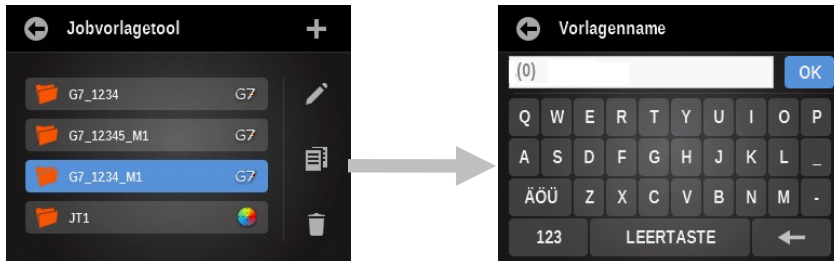 Jobvorlagetool
G7_1234 G7
G7_12345_M1 G7
G7_1234_M1 G7
JT1
Vorlagenname
.(0) OK
Q W E R T Y U I O P
A S D F G H J K L _
ÄÖÜ Z X C V B N M -
123 LEERTASTE